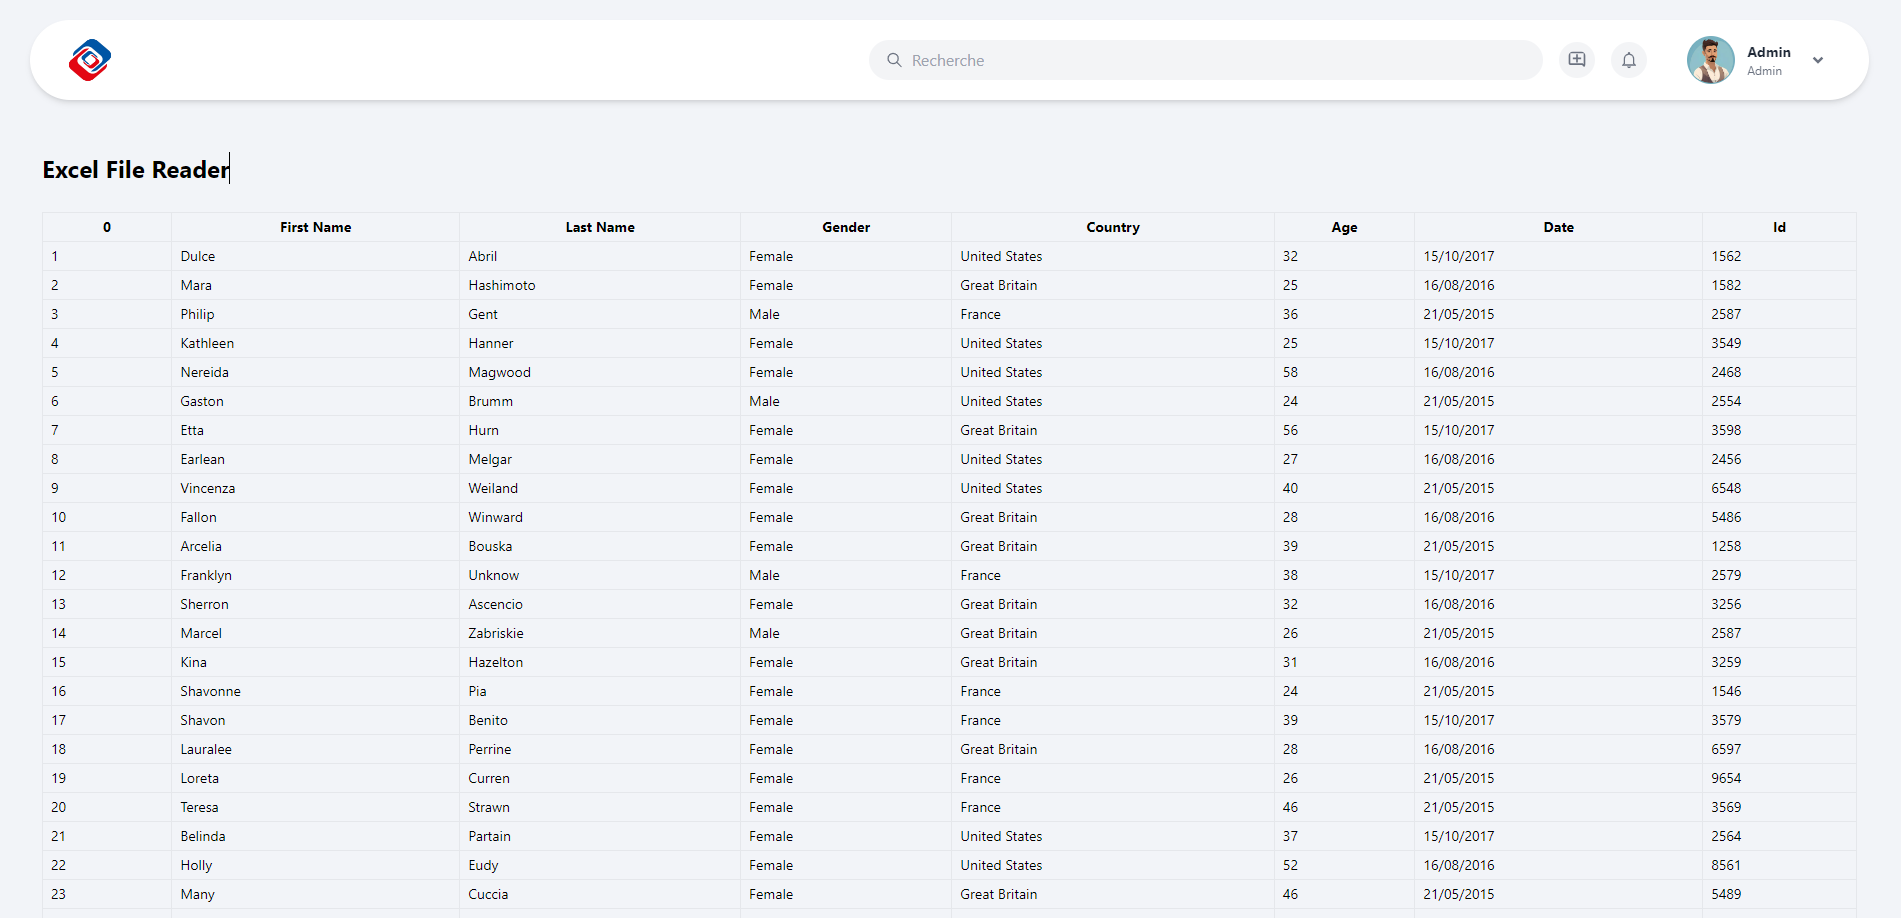 Recherche
Admin
Admin
Excel File Reader
0 First Name Last Name Gender Country Age Date Id
1 Dulce Abril Female United States 32 15/10/2017 1562
2 Mara Hashimoto Female Great Britain 25 16/08/2016 1582
3 Philip Gent Male France 36 21/05/2015 2587
4 Kathleen Hanner Female United States 25 15/10/2017 3549
5 Nereida Magwood Female United States 58 16/08/2016 2468
6 Gaston Brumm Male United States 24 21/05/2015 2554
7 Etta Hurn Female Great Britain 56 15/10/2017 3598
8 Earlean Melgar Female United States 27 16/08/2016 2456
9 Vincenza Weiland Female United States 40 21/05/2015 6548
10 Fallon Winward Female Great Britain 28 16/08/2016 5486
11 Arcelia Bouska Female Great Britain 39 21/05/2015 1258
12 Franklyn Unknow Male France 38 15/10/2017 2579
13 Sherron Ascencio Female Great Britain 32 16/08/2016 3256
14 Marcel Zabriskie Male Great Britain 26 21/05/2015 2587
15 Kina Hazelton Female Great Britain 31 16/08/2016 3259
16 Shavonne Pia Female France 24 21/05/2015 1546
17 Shavon Benito Female France 39 15/10/2017 3579
18 Lauralee Perrine Female Great Britain 28 16/08/2016 6597
19 Loreta Curren Female France 26 21/05/2015 9654
20 Teresa Strawn Female France 46 21/05/2015 3569
21 Belinda Partain Female United States 37 15/10/2017 2564
22 Holly Eudy Female United States 52 16/08/2016 8561
23 Many Cuccia Female Great Britain 46 21/05/2015 5489